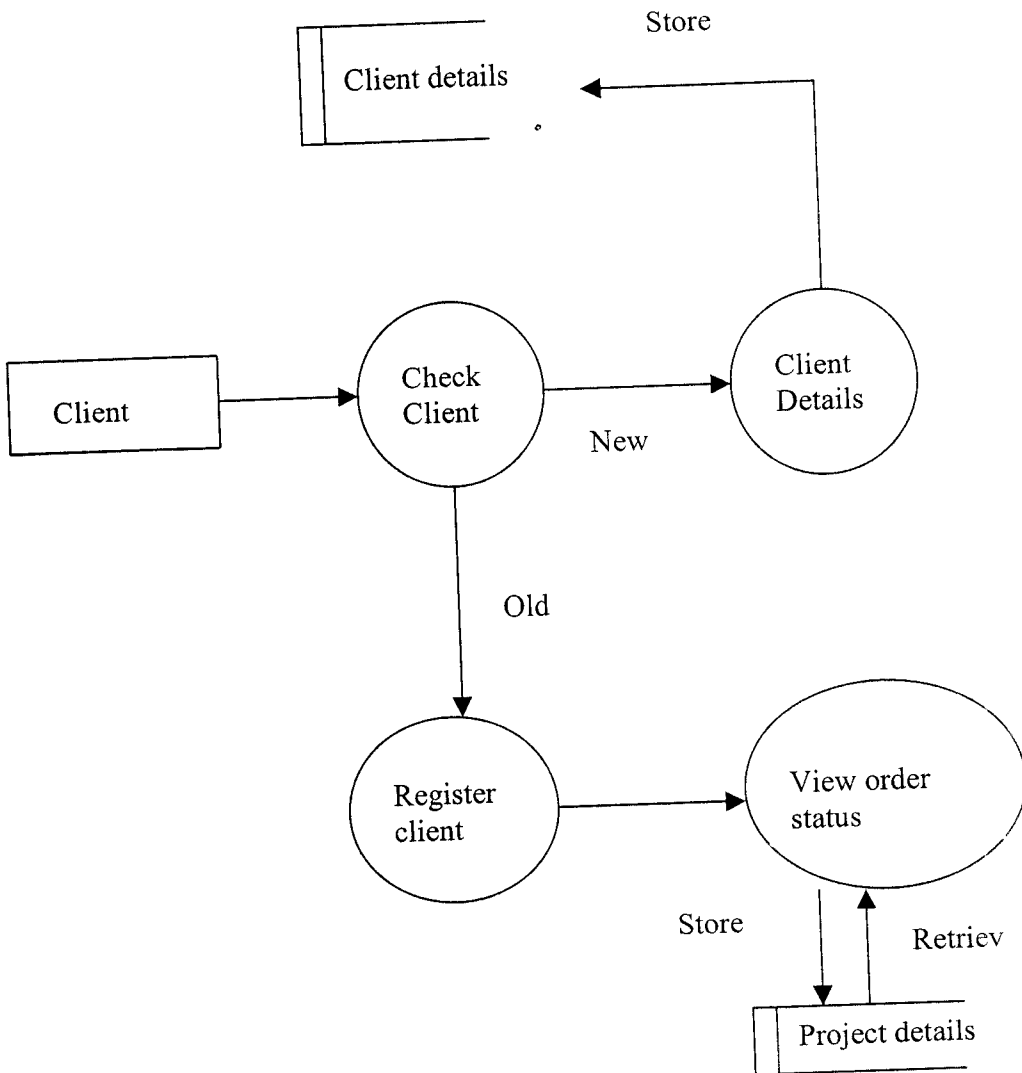 Store
Client details
Client
Check
Client
New
Client
Details
Old
Register
client
View order
status
Store
Retriev
Project details